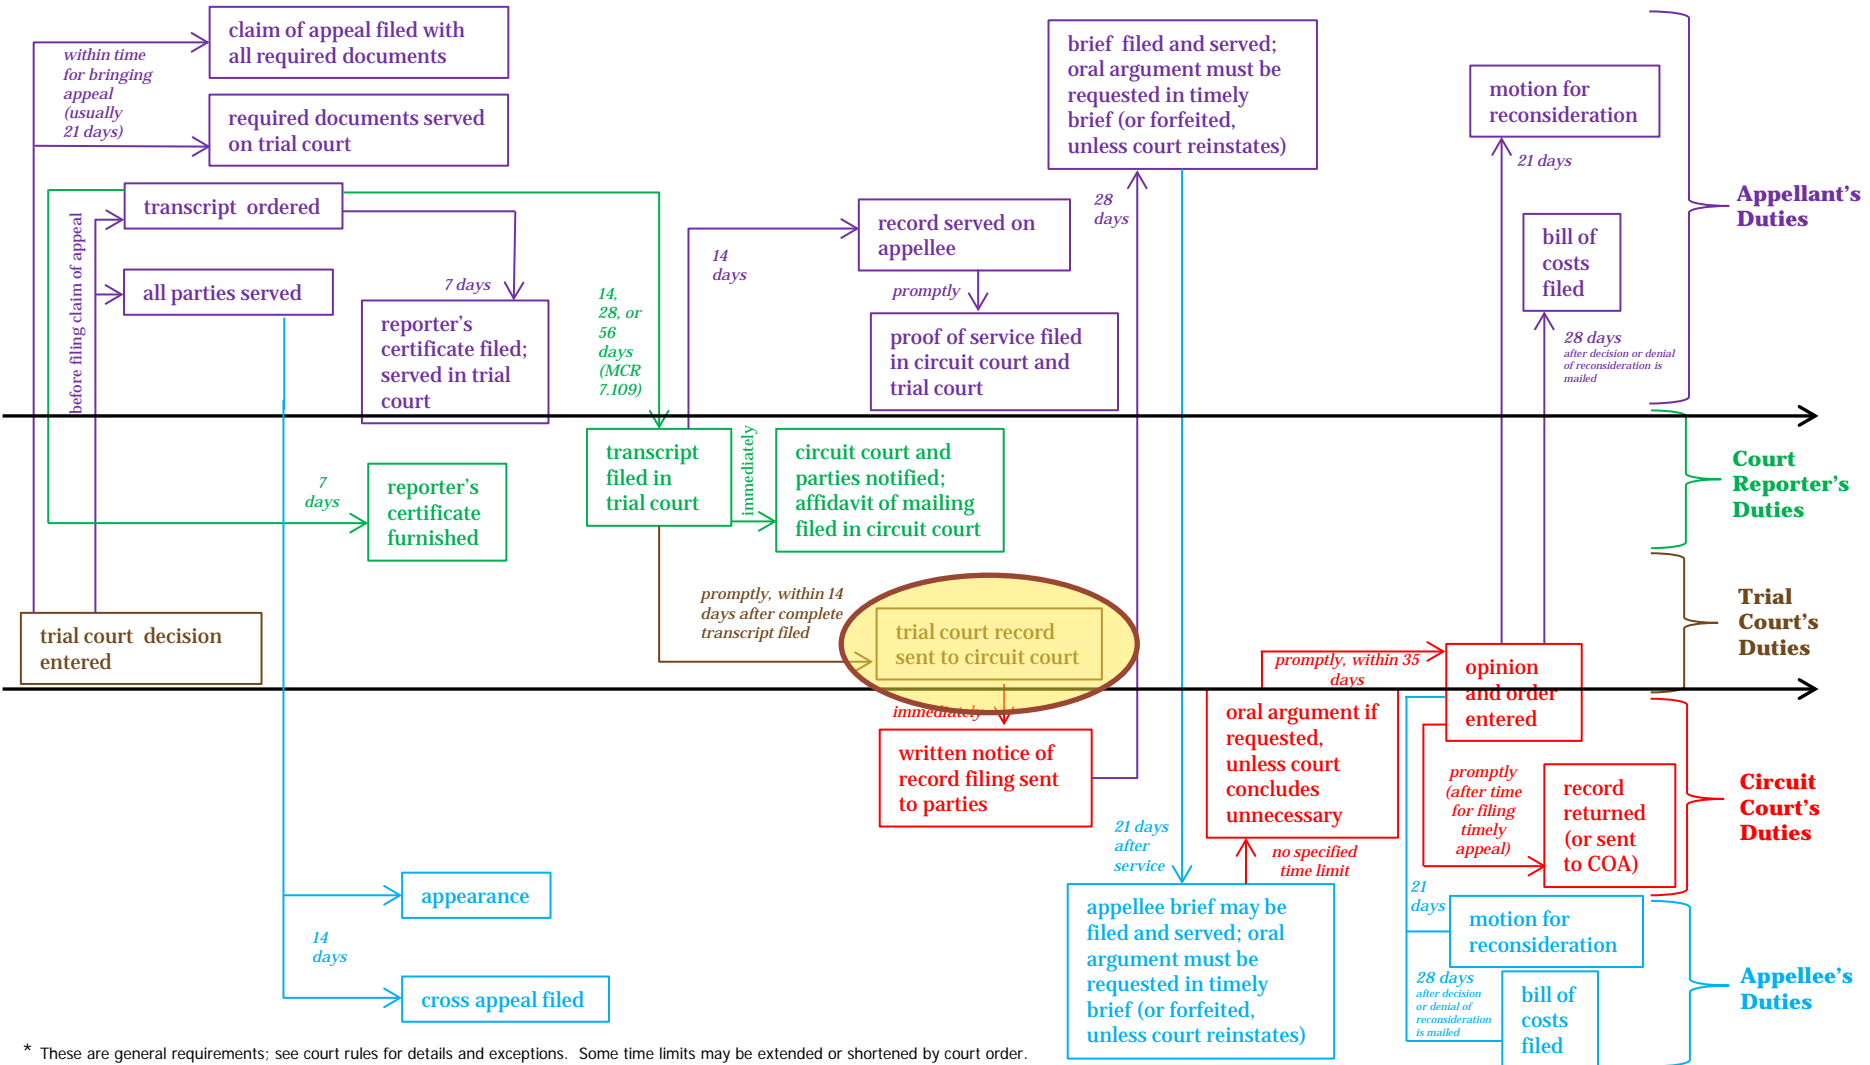 claim of appeal filed with
all required documents
within time
for bringing
appeal
(usually
21 days)
required documents served
on trial court
transcript ordered
before filing claim of appeal
all parties served
7 days
reporter's
certificate filed;
served in trial
court
14,
28, or
56
days
(MCR
7.109)
14
days
record served on
appellee
promptly
proof of service filed
in circuit court and
trial court
brief filed and served;
oral argument must be
requested in timely
brief (or forfeited,
unless court reinstates)
28
days
motion for
reconsideration
21 days
bill of
costs
filed
28 days
after decision or denial
of reconsideration is
mailed
Appellant's
Duties
7
days
reporter's
certificate
furnished
transcript
filed in
trial court
immediately
circuit court and
parties notified;
affidavit of mailing
filed in circuit court
Court
Reporter's
Duties
trial court decision
entered
promptly, within 14
days after complete
transcript filed
trial court record
sent to circuit court
Trial
Court's
Duties
immediately
written notice of
record filing sent
to parties
oral argument if
requested,
unless court
concludes
unnecessary
promptly, within 35
days
opinion
and order
entered
promptly
(after time
for filing
timely
appeal)
record
returned
(or sent
to COA)
Circuit
Court's
Duties
appearance
14
days
cross appeal filed
21 days
after
service
no specified
time limit
appellee brief may be
filed and served; oral
argument must be
requested in timely
brief (or forfeited,
unless court reinstates)
21
days
motion for
reconsideration
28 days
after decision
or denial of
reconsideration
is mailed
bill of
costs
filed
Appellee's
Duties
* These are general requirements; see court rules for details and exceptions. Some time limits may be extended or shortened by court order.